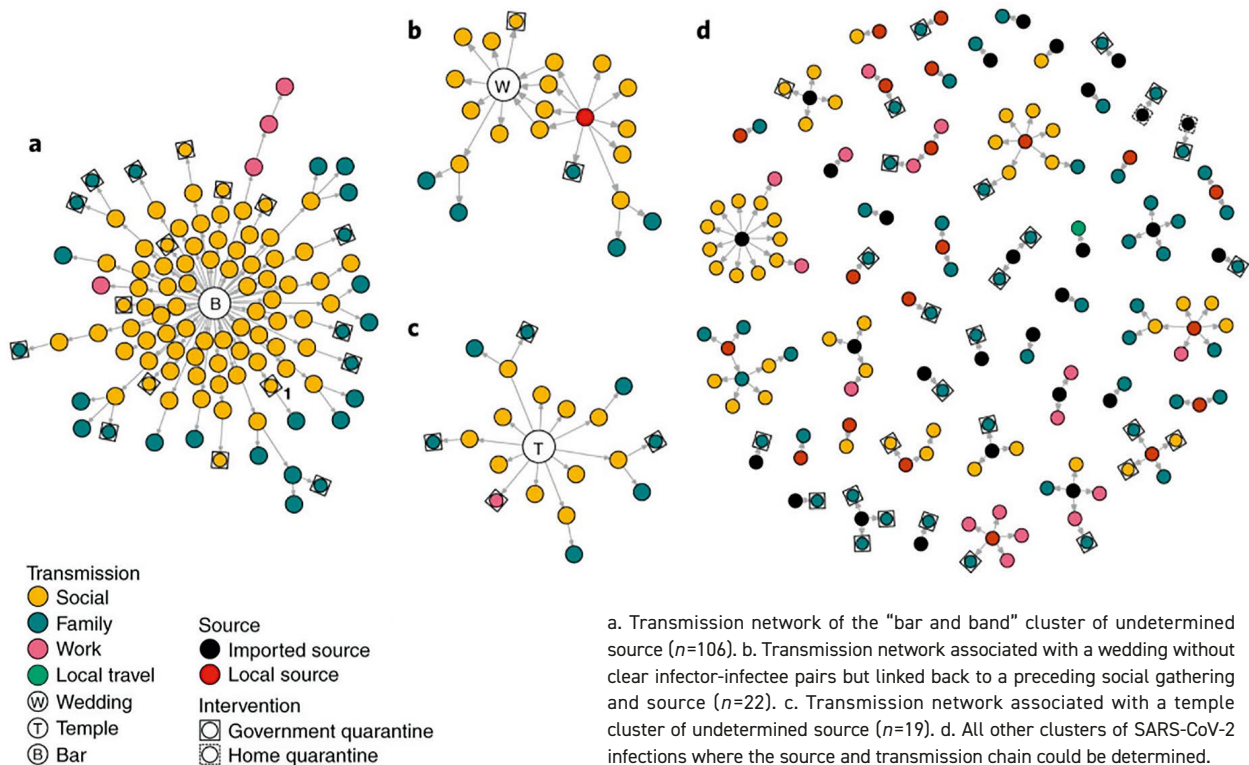 a
b
c
d
W
B
T
1
Transmission
Social
Family
Work
Local travel
W Wedding
T Temple
B Bar
Source
Imported source
Local source
Intervention
Government quarantine
Home quarantine
a. Transmission network of the “bar and band” cluster of undetermined
source (n=106). b. Transmission network associated with a wedding without
clear infector-infectee pairs but linked back to a preceding social gathering
and source (n=22). c. Transmission network associated with a temple
cluster of undetermined source (n=19). d. All other clusters of SARS-CoV-2
infections where the source and transmission chain could be determined.